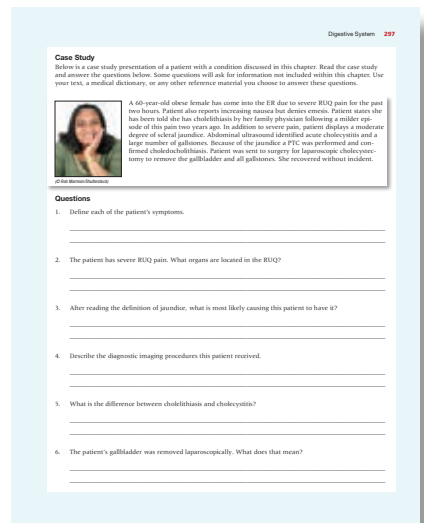 Digestive System 297
Case Study
Below is a case study presentation of a patient with a condition discussed in this chapter. Read the case study
and answer the questions below. Some questions will ask for information not included within this chapter. Use
your text, a medical dictionary, or any other reference material you choose to answer these questions.
A 60-year-old obese female has come into the ER due to severe RUQ pain for the past
two hours. Patient also reports increasing nausea but denies emesis. Patient states she
has been told she has cholelithiasis by her family physician following a milder epi-
sode of this pain two years ago. In addition to severe pain, patient displays a moderate
degree of scleral jaundice. Abdominal ultrasound identified acute cholecystitis and a
large number of gallstones. Because of the jaundice a PTC was performed and con-
firmed choledocholithiasis. Patient was sent to surgery for laparoscopic cholecystec-
tomy to remove the gallbladder and all gallstones. She recovered without incident.
(© Rob Marmion/Shutterstock)
Questions
1. Define each of the patient's symptoms.
2. The patient has severe RUQ pain. What organs are located in the RUQ?
3. After reading the definition of jaundice, what is most likely causing this patient to have it?
4. Describe the diagnostic imaging procedures this patient received.
5. What is the difference between cholelithiasis and cholecystitis?
6. The patient's gallbladder was removed laparoscopically. What does that mean?